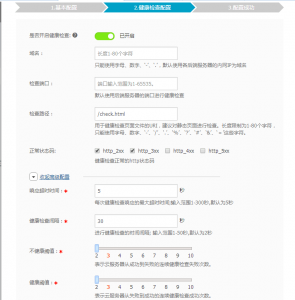 1.基本配置 2.健康检查配置 3.配置成功
是否开启健康检查: 已开启
域名: 长度1-80个字符
只能使用字母、数字、'-'、'.'，默认使用各后端服务器的内网IP为域名
检查端口: 端口输入范围为1-65535。
默认使用后端服务器的端口进行健康检查
检查路径: /check.html
用于健康检查页面文件的URI，建议对静态页面进行检查。长度限制为1-80个字符，
只能使用字母、数字、'-'、'/'、'.'、'%'、'?'、'#'、'&'、'='这些字符。
正常状态码: http_2xx http_3xx http_4xx http_5xx
健康检查正常的http状态码
收起高级配置
响应超时时间: * 5 秒
每次健康检查响应的最大超时时间;输入范围1-300秒,默认为5秒
健康检查间隔: * 26 秒
进行健康检查的时间间隔;输入范围1-50秒,默认为2秒
不健康阈值: * 2 3 4 5 6 7 8 9 10
表示云服务器从成功到失败的连续健康检查失败次数。
健康阈值: * 2 3 4 5 6 7 8 9 10
表示云服务器从失败到成功的连续健康检查成功次数。